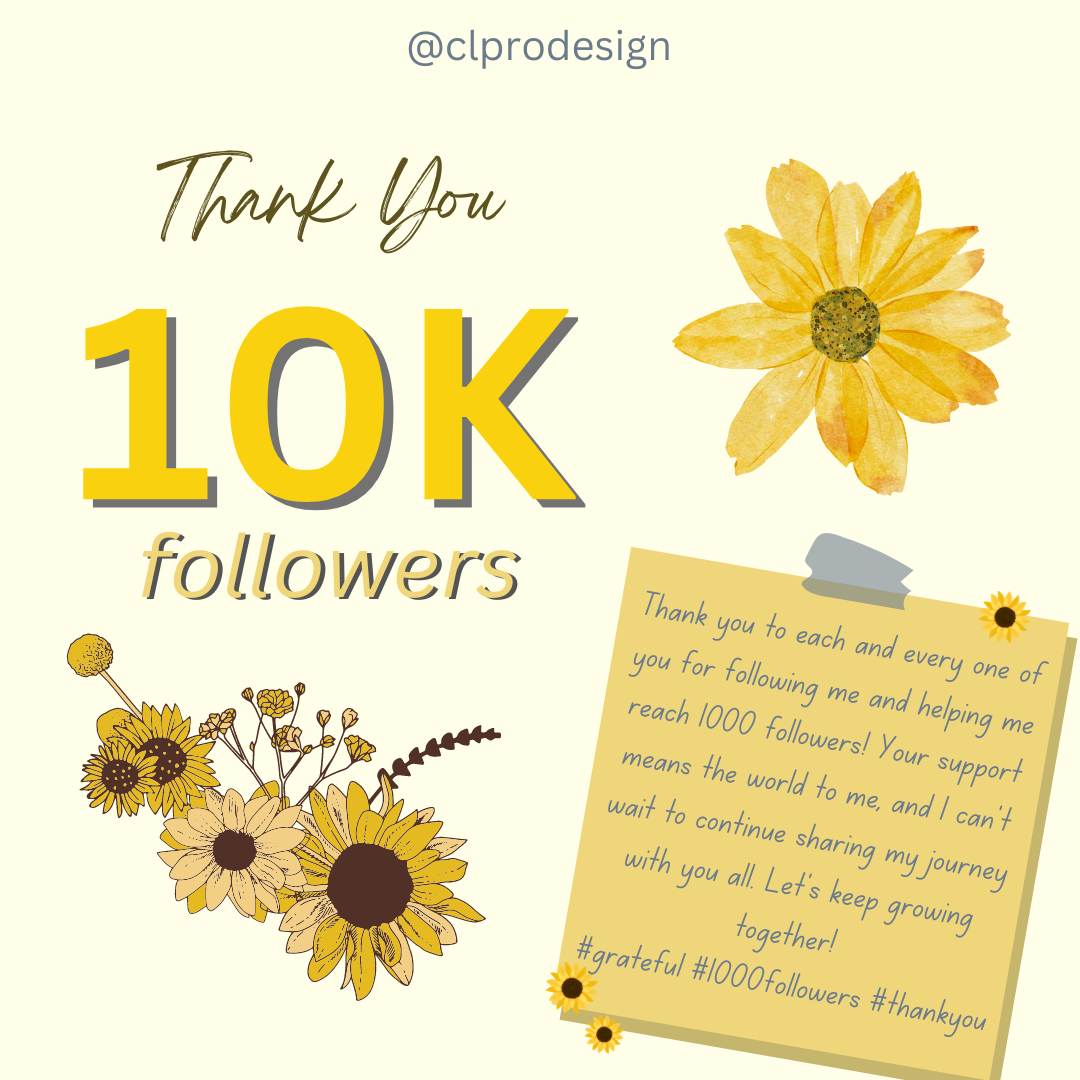 @clprodesign
Thank You
10K
followers
Thank you to each and every one of
you for following me and helping me
reach 1000 followers! Your support
means the world to me, and I can't
wait to continue sharing my journey
with you all. Let's keep growing
together!
#grateful #1000followers #thankyou